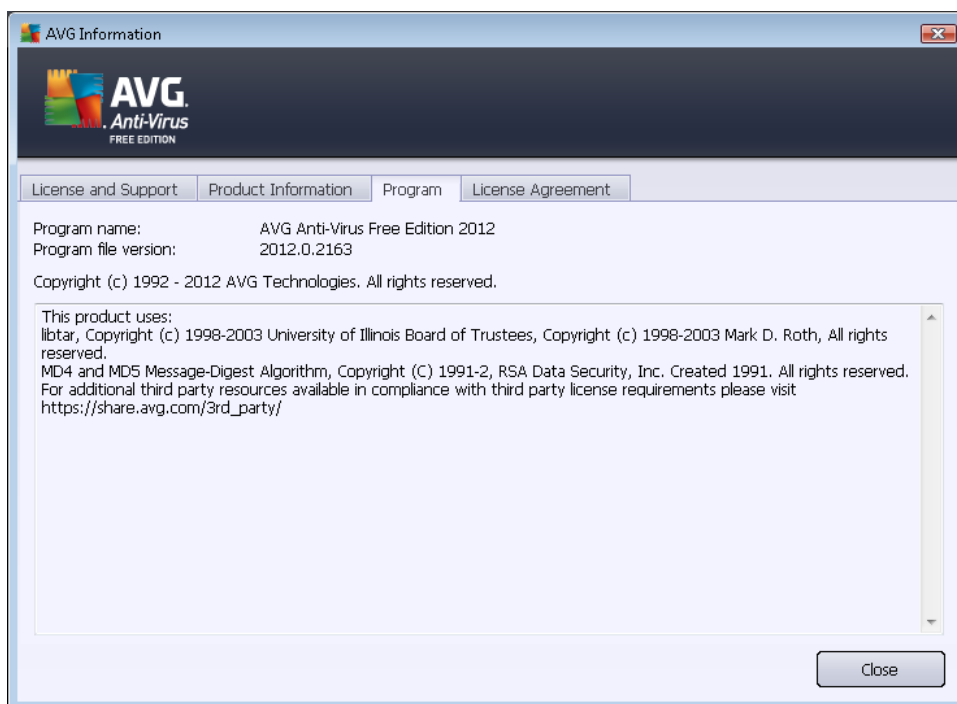 AVG Information
AVG.
Anti-Virus
FREE EDITION
License and Support
Product Information
Program
License Agreement
Program name: AVG Anti-Virus Free Edition 2012
Program file version: 2012.0.2163
Copyright (c) 1992 - 2012 AVG Technologies. All rights reserved.
This product uses:
libtar, Copyright (c) 1998-2003 University of Illinois Board of Trustees, Copyright (c) 1998-2003 Mark D. Roth, All rights
reserved.
MD4 and MD5 Message-Digest Algorithm, Copyright (C) 1991-2, RSA Data Security, Inc. Created 1991. All rights reserved.
For additional third party resources available in compliance with third party license requirements please visit
https://share.avg.com/3rd_party/
Close